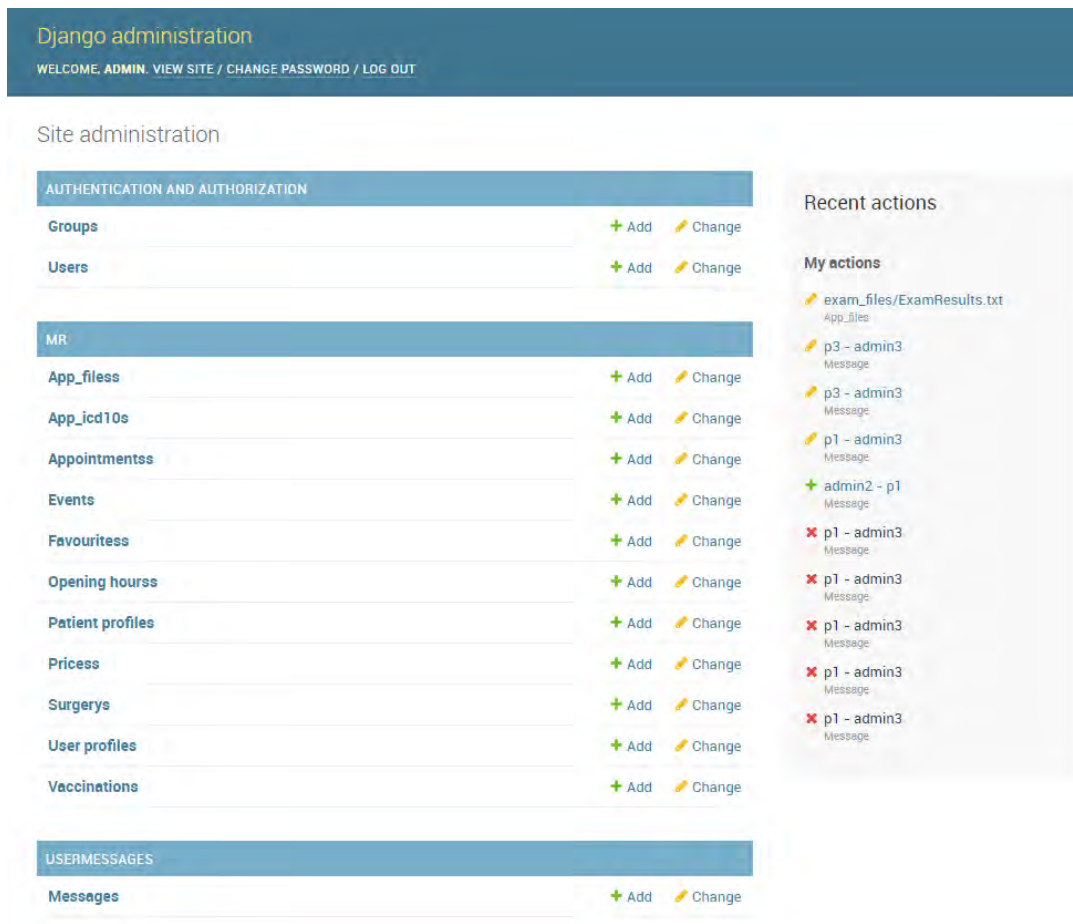 Django administration
WELCOME, ADMIN. VIEW SITE / CHANGE PASSWORD / LOG OUT
Site administration
AUTHENTICATION AND AUTHORIZATION
Groups Add Change
Users Add Change
MR
App_filess Add Change
App_icd10s Add Change
Appointmentss Add Change
Events Add Change
Favouritess Add Change
Opening hourss Add Change
Patient profiles Add Change
Pricess Add Change
Surgerys Add Change
User profiles Add Change
Vaccinations Add Change
USERMESSAGES
Messages Add Change
Recent actions
My actions
exam_files/ExamResults.txt
App_files
p3 - admin3
Message
p3 - admin3
Message
p1 - admin3
Message
admin2 - p1
Message
p1 - admin3
Message
p1 - admin3
Message
p1 - admin3
Message
p1 - admin3
Message
p1 - admin3
Message